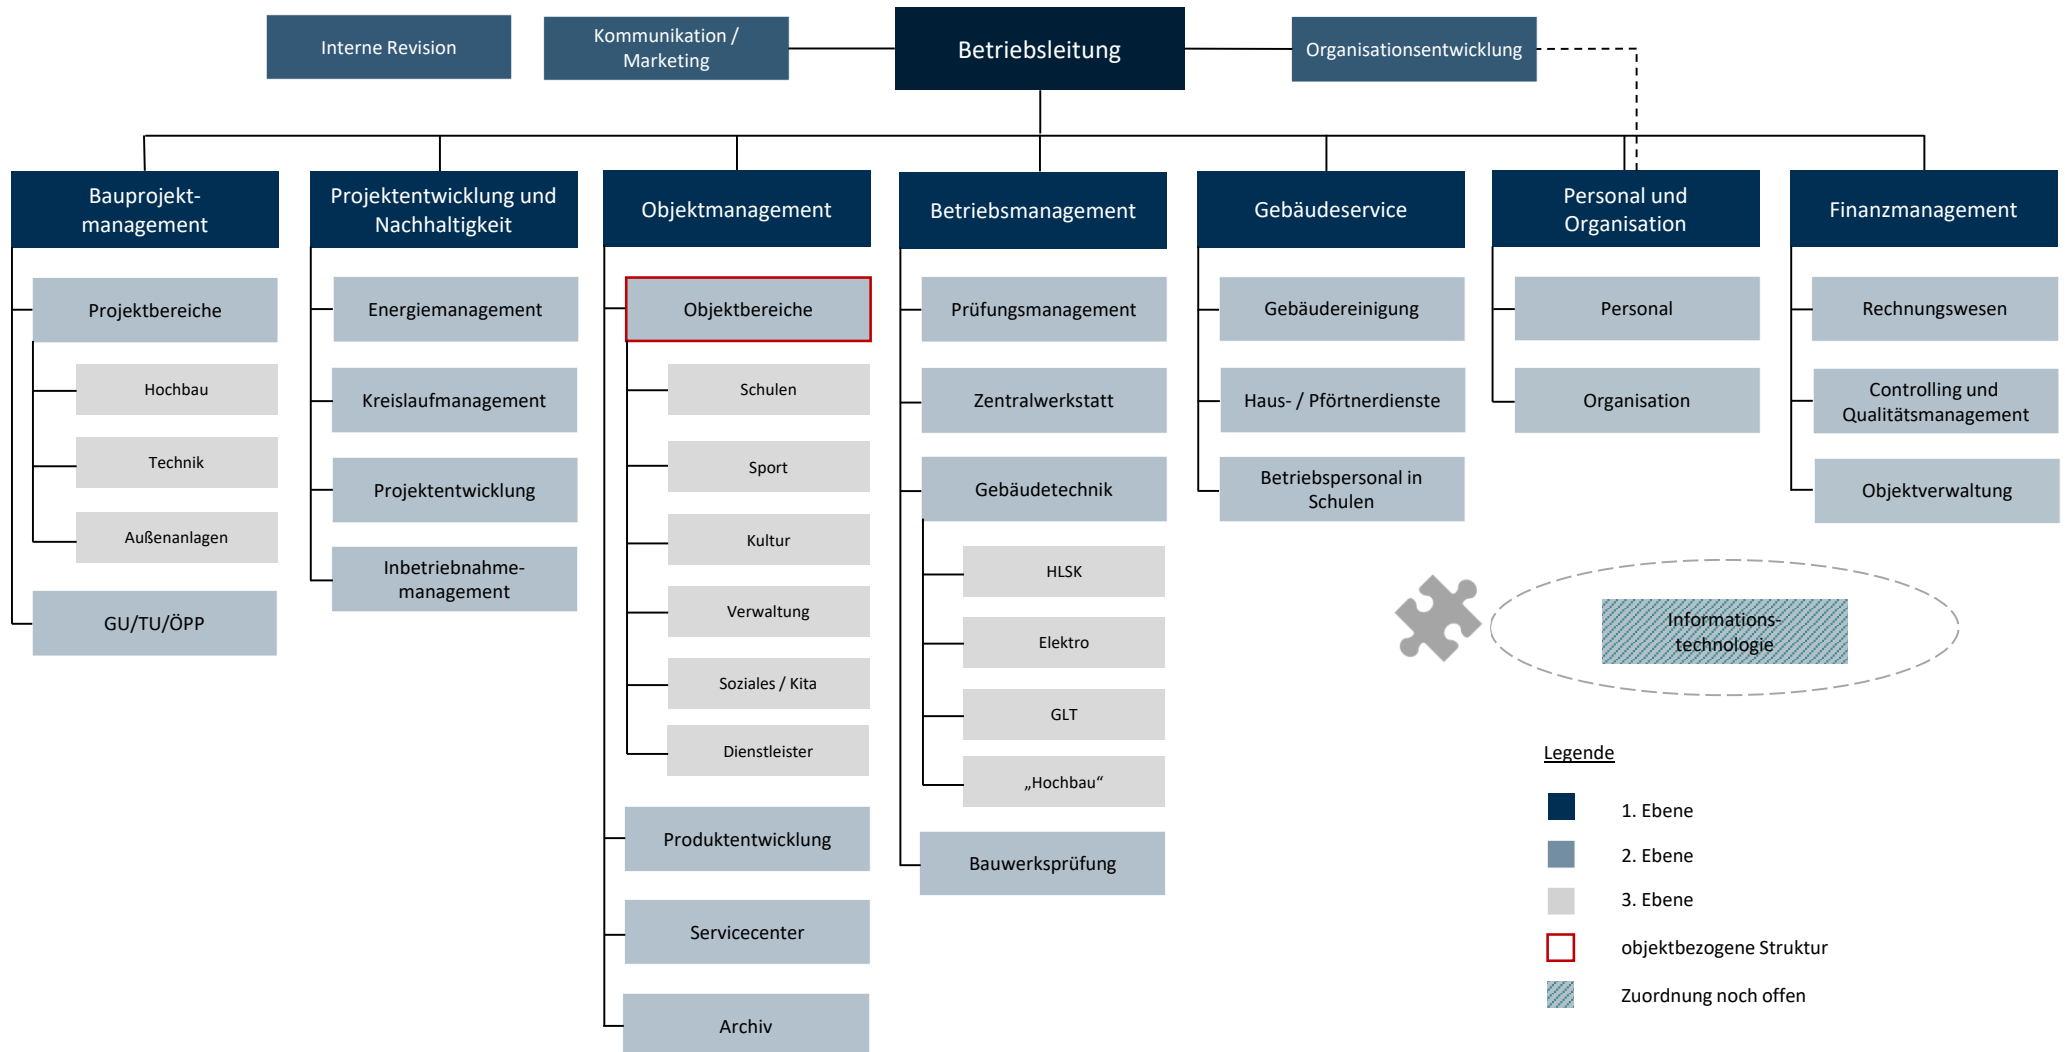 Interne Revision
Kommunikation /
Marketing
Betriebsleitung
Organisationsentwicklung
Bauprojekt-
management
Projektbereiche
Hochbau
Technik
Außenanlagen
GU/TU/ÖPP
Projektentwicklung und
Nachhaltigkeit
Energiemanagement
Kreislaufmanagement
Projektentwicklung
Inbetriebnahme-
management
Objektmanagement
Objektbereiche
Schulen
Sport
Kultur
Verwaltung
Soziales / Kita
Dienstleister
Produktentwicklung
Servicecenter
Archiv
Betriebsmanagement
Prüfungsmanagement
Zentralwerkstatt
Gebäudetechnik
HLSK
Elektro
GLT
„Hochbau“
Bauwerksprüfung
Gebäudeservice
Gebäudereinigung
Haus- / Pförtnerdienste
Betriebspersonal in
Schulen
Personal und
Organisation
Personal
Organisation
Finanzmanagement
Rechnungswesen
Controlling und
Qualitätsmanagement
Objektverwaltung
Informations-
technologie
Legende
1. Ebene
2. Ebene
3. Ebene
objektbezogene Struktur
Zuordnung noch offen